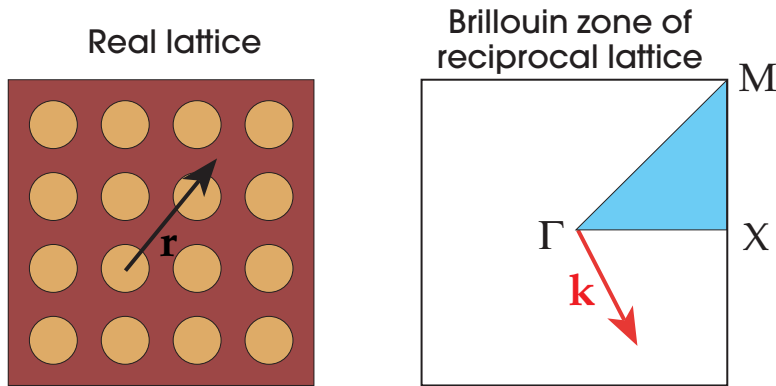 Real lattice
Brillouin zone of
reciprocal lattice
M
r
Γ
X
k